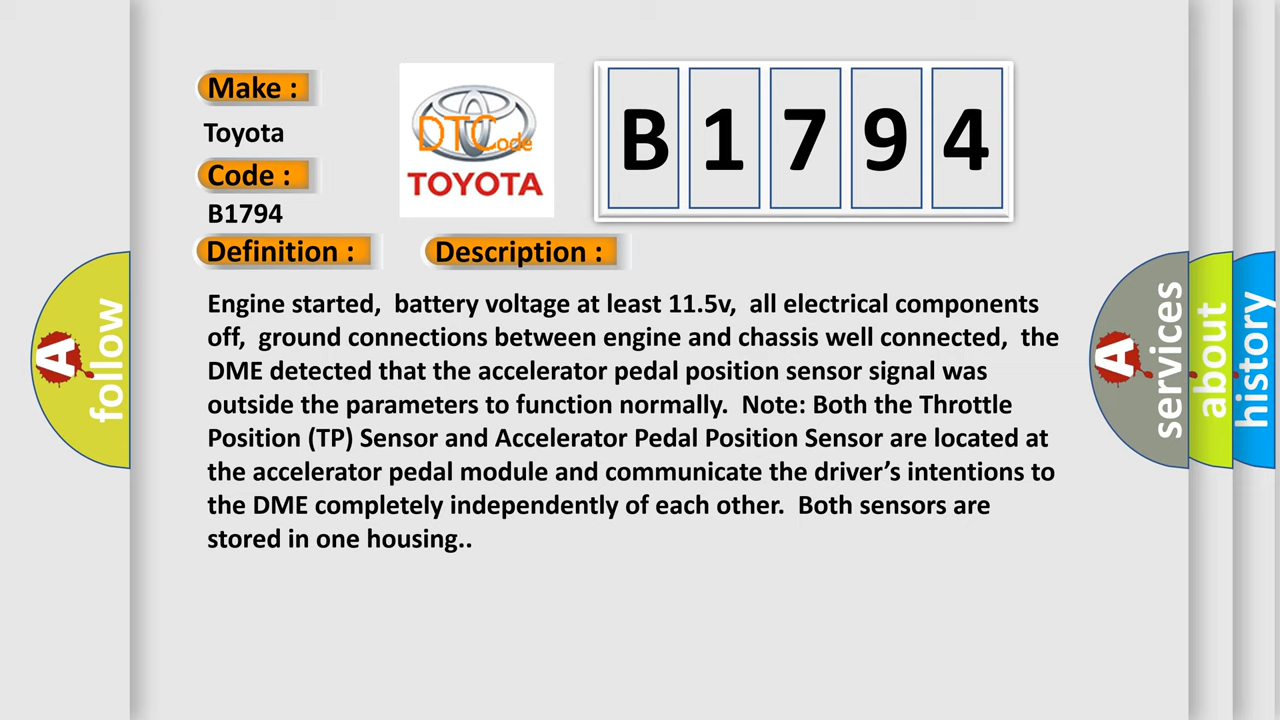 Make :
Toyota
Code :
B1794
Definition :
Description :
DTCode
TOYOTA
B1794
Engine started, battery voltage at least 11.5v, all electrical components
off, ground connections between engine and chassis well connected, the
DME detected that the accelerator pedal position sensor signal was
outside the parameters to function normally. Note: Both the Throttle
Position (TP) Sensor and Accelerator Pedal Position Sensor are located at
the accelerator pedal module and communicate the driver's intentions to
the DME completely independently of each other. Both sensors are
stored in one housing..
A follow
A services
about
history